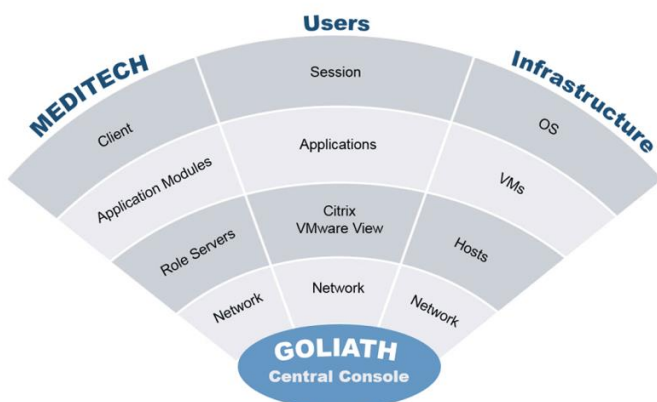 MEDITECH
Users
Infrastructure
Client
Session
OS
Application Modules
Applications
VMs
Role Servers
Citrix
VMware View
Hosts
Network
Network
Network
GOLIATH
Central Console